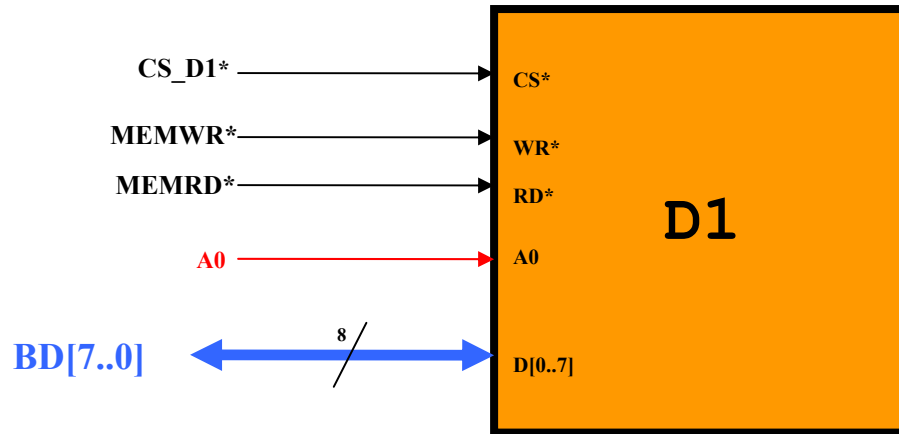 CS_D1*
CS*
MEMWR*
WR*
MEMRD*
RD*
D1
A0
A0
8
BD[7..0]
D[0..7]